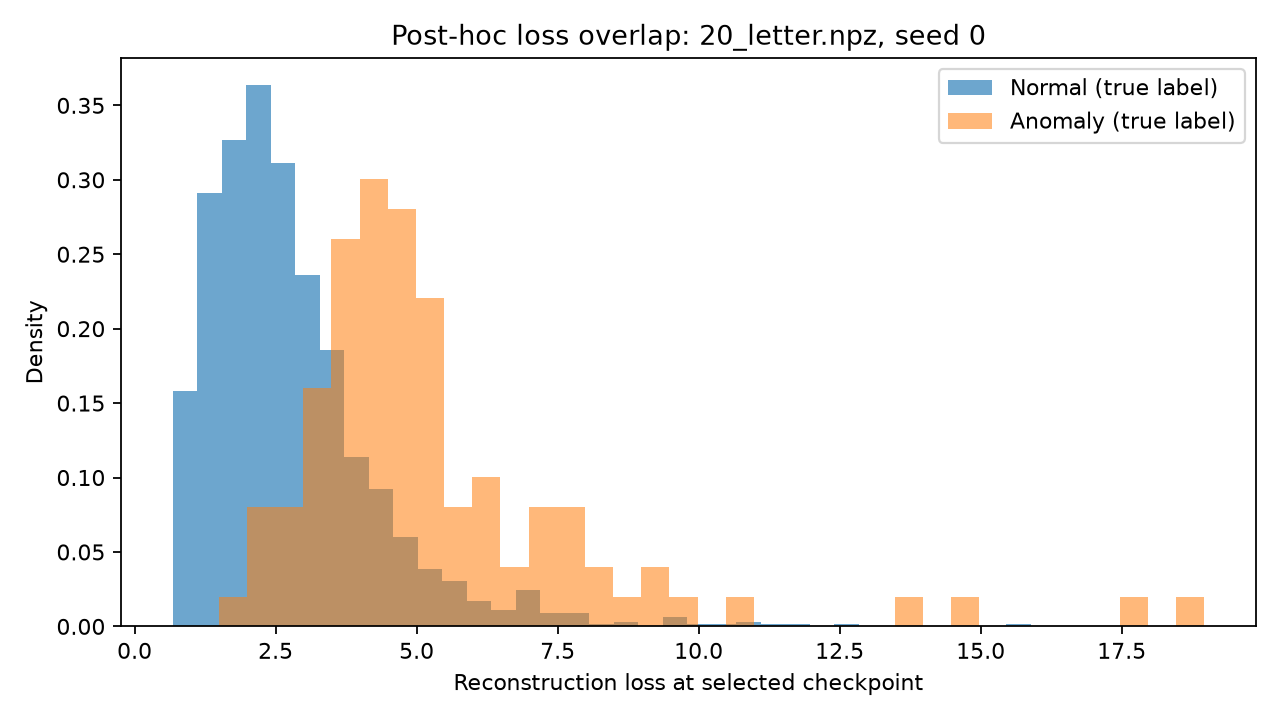 Post-hoc loss overlap: 20_letter.npz, seed 0
Normal (true label)
Anomaly (true label)
Density
0.35
0.30
0.25
0.20
0.15
0.10
0.05
0.00
0.0 2.5 5.0 7.5 10.0 12.5 15.0 17.5
Reconstruction loss at selected checkpoint